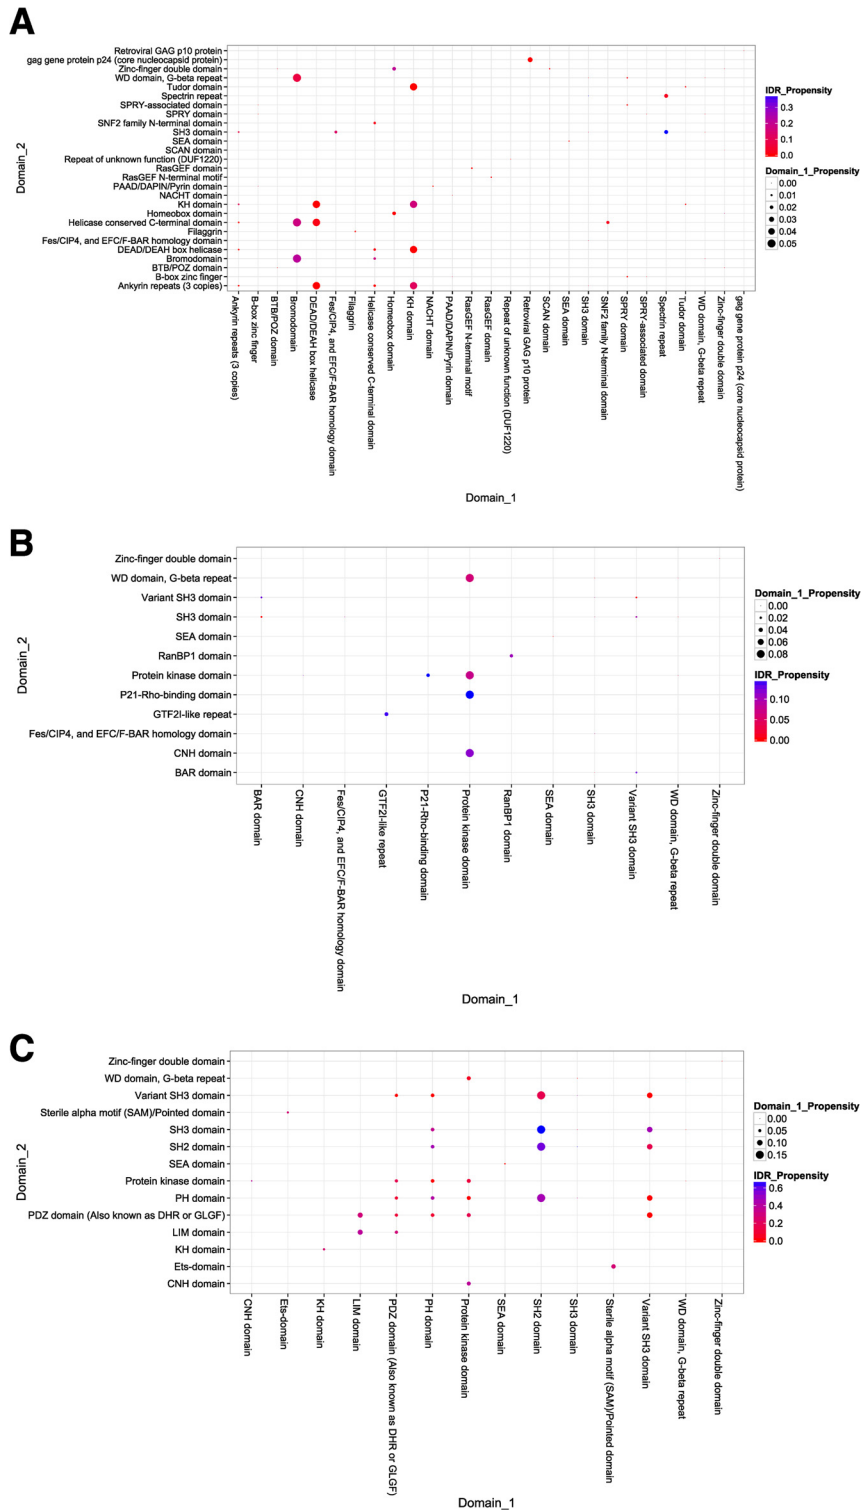 A
Retroviral GAG p10 protein
gag gene protein p24 (core nucleocapsid protein)
Zinc-finger double domain
WD domain, G-beta repeat
Tudor domain
Spectrin repeat
SPRY-associated domain
SPRY domain
SNF2 family N-terminal domain
SH3 domain
SEA domain
SCAN domain
Repeat of unknown function (DUF1220)
RasGEF domain
RasGEF N-terminal motif
PAAD/DAPIN/Pyrin domain
NACHT domain
KH domain
Homeobox domain
Helicase conserved C-terminal domain
Filaggrin
Fes/CIP4, and EFC/F-BAR homology domain
DEAD/DEAH box helicase
Bromodomain
BTB/POZ domain
B-box zinc finger
Ankyrin repeats (3 copies)
Domain_2
Ankyrin repeats (3 copies)
B-box zinc finger
BTB/POZ domain
Bromodomain
DEAD/DEAH box helicase
Fes/CIP4, and EFC/F-BAR homology domain
Filaggrin
Helicase conserved C-terminal domain
Homeobox domain
KH domain
NACHT domain
PAAD/DAPIN/Pyrin domain
RasGEF N-terminal motif
RasGEF domain
Repeat of unknown function (DUF1220)
Retroviral GAG p10 protein
SCAN domain
SEA domain
SH3 domain
SNF2 family N-terminal domain
SPRY domain
SPRY-associated domain
Spectrin repeat
Tudor domain
WD domain, G-beta repeat
Zinc-finger double domain
gag gene protein p24 (core nucleocapsid protein)
Domain_1
IDR_Propensity
0.3
0.2
0.1
0.0
Domain_1_Propensity
0.00
0.01
0.02
0.03
0.04
0.05
B
Zinc-finger double domain
WD domain, G-beta repeat
Variant SH3 domain
SH3 domain
SEA domain
RanBP1 domain
Protein kinase domain
P21-Rho-binding domain
GTF2I-like repeat
Fes/CIP4, and EFC/F-BAR homology domain
CNH domain
BAR domain
Domain_2
BAR domain
CNH domain
Fes/CIP4, and EFC/F-BAR homology domain
GTF2I-like repeat
P21-Rho-binding domain
Protein kinase domain
RanBP1 domain
SEA domain
SH3 domain
Variant SH3 domain
WD domain, G-beta repeat
Zinc-finger double domain
Domain_1
Domain_1_Propensity
0.00
0.02
0.04
0.06
0.08
IDR_Propensity
0.10
0.05
0.00
C
Zinc-finger double domain
WD domain, G-beta repeat
Variant SH3 domain
Sterile alpha motif (SAM)/Pointed domain
SH3 domain
SH2 domain
SEA domain
Protein kinase domain
PH domain
PDZ domain (Also known as DHR or GLGF)
LIM domain
KH domain
Ets-domain
CNH domain
Domain_2
CNH domain
Ets-domain
KH domain
LIM domain
PDZ domain (Also known as DHR or GLGF)
PH domain
Protein kinase domain
SEA domain
SH2 domain
SH3 domain
Sterile alpha motif (SAM)/Pointed domain
Variant SH3 domain
WD domain, G-beta repeat
Zinc-finger double domain
Domain_1
Domain_1_Propensity
0.00
0.05
0.10
0.15
IDR_Propensity
0.6
0.4
0.2
0.0